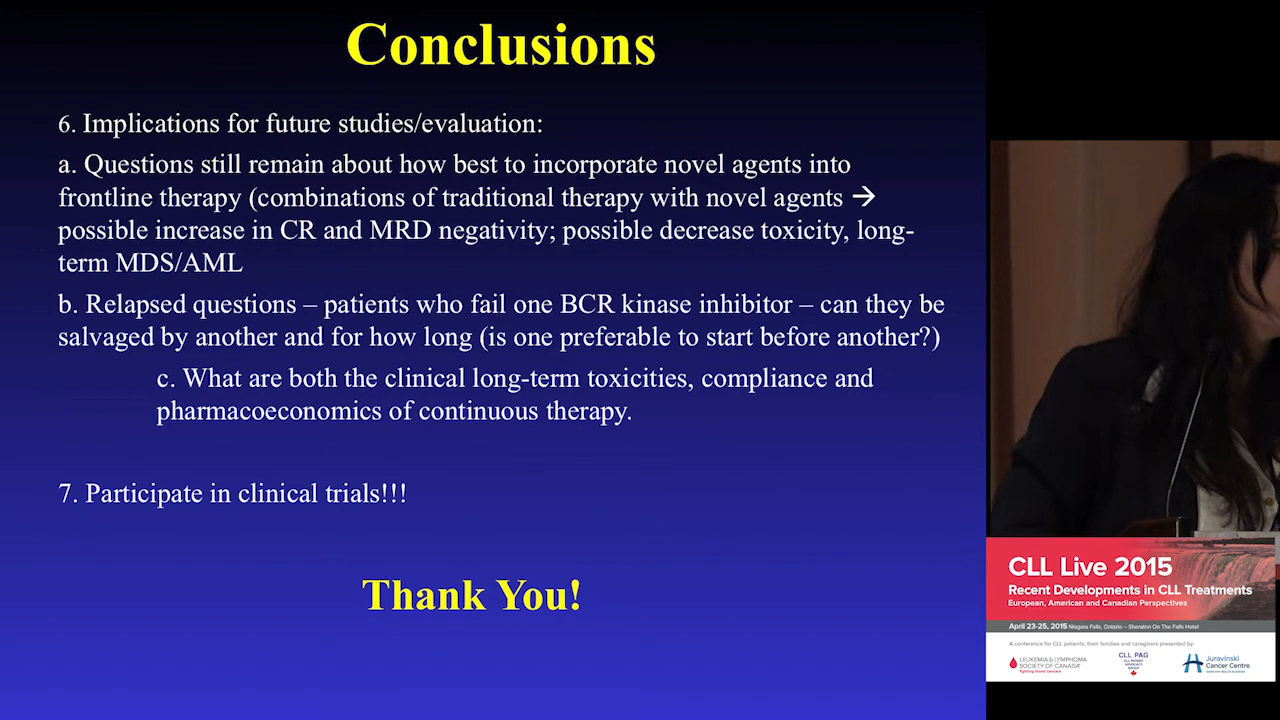 Conclusions
6. Implications for future studies/evaluation:
a. Questions still remain about how best to incorporate novel agents into
frontline therapy (combinations of traditional therapy with novel agents →
possible increase in CR and MRD negativity; possible decrease toxicity, long-
term MDS/AML
b. Relapsed questions – patients who fail one BCR kinase inhibitor – can they be
salvaged by another and for how long (is one preferable to start before another?)
c. What are both the clinical long-term toxicities, compliance and
pharmacoeconomics of continuous therapy.
7. Participate in clinical trials!!!
Thank You!
CLL Live 2015
Recent Developments in CLL Treatments
European, American and Canadian Perspectives
April 23-25, 2015 Niagara Falls, Ontario – Sheraton On The Falls Hotel
A conference for CLL patients, their families and caregivers presented by:
LEUKEMIA & LYMPHOMA
SOCIETY OF CANADA
fighting blood cancers
CLL PAG
CLL PATIENT
ADVOCACY
GROUP
Juravinski
Cancer Centre